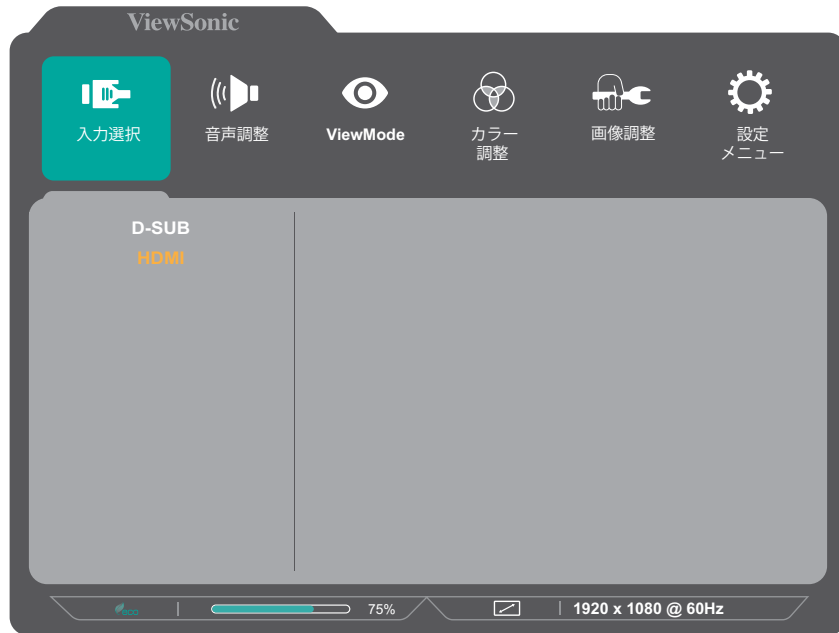 ViewSonic
入力選択
音声調整
ViewMode
カラー
調整
画像調整
設定
メニュー
D-SUB
HDMI
eco
75%
1920 x 1080 @ 60Hz